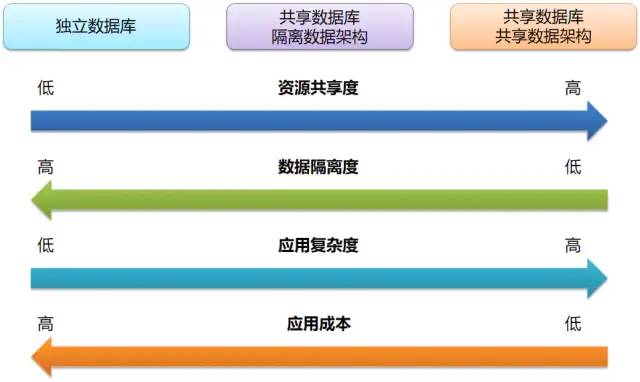 独立数据库
共享数据库
隔离数据架构
共享数据库
共享数据架构
低 资源共享度 高
高 数据隔离度 低
低 应用复杂度 高
高 应用成本 低